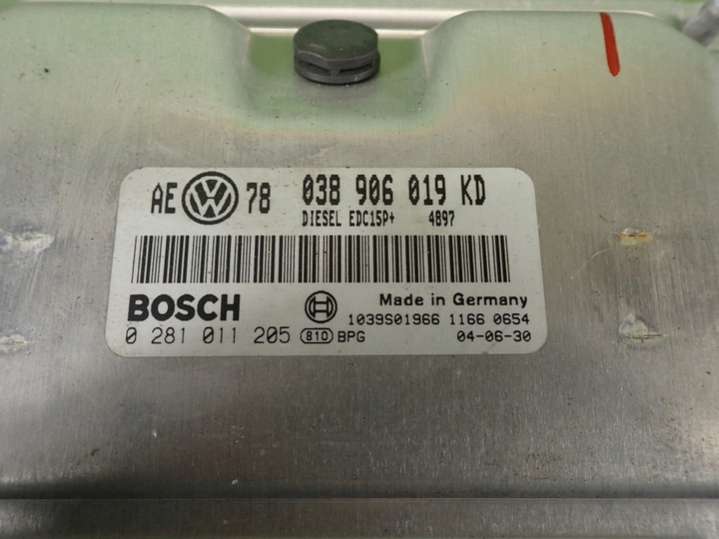 AE VW 78 038 906 019 KD
DIESEL EDC15P+ 4897
BOSCH Made in Germany
1039S01966 1166 0654
0 281 011 205 810 BPG 04-06-30